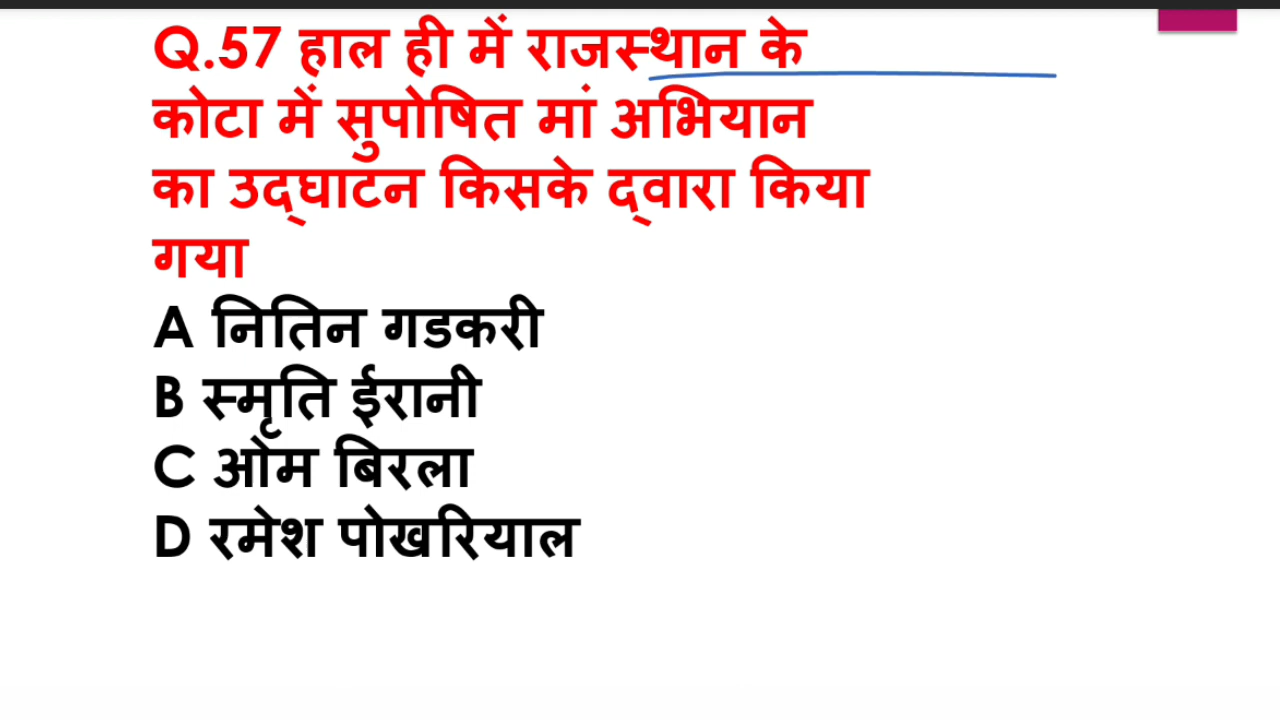 Q.57 हाल ही में राजस्थान के
कोटा में सुपोषित मां अभियान
का उद्घाटन किसके द्वारा किया
गया
A नितिन गडकरी
B स्मृति ईरानी
C ओम बिरला
D रमेश पोखरियाल